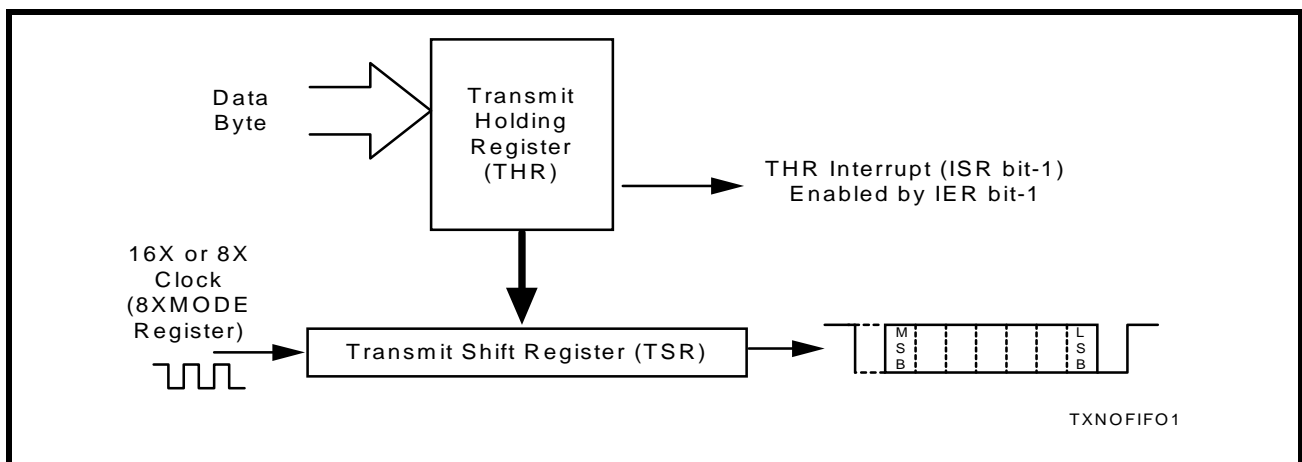 Data
Byte
Transmit
Holding
Register
(THR)
THR Interrupt (ISR bit-1)
Enabled by IER bit-1
16X or 8X
Clock
(8XMODE
Register)
Transmit Shift Register (TSR)
M
S
B
L
S
B
TXNOFIFO1